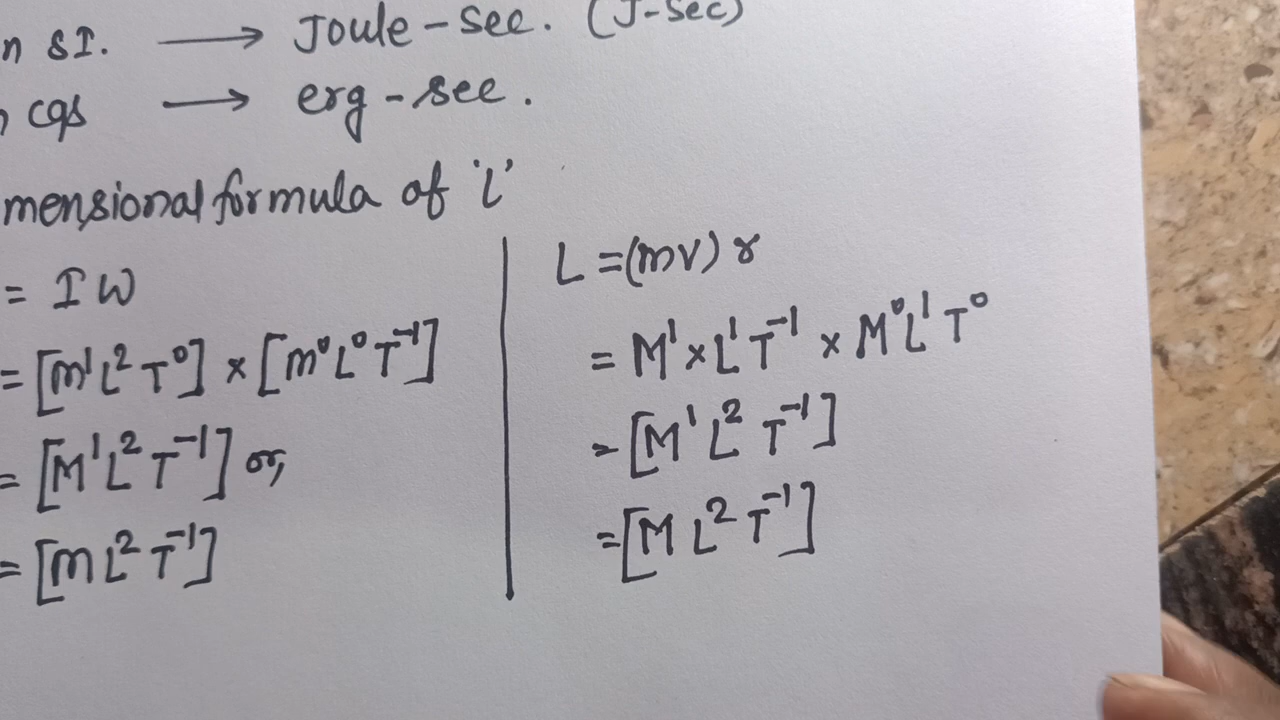 n SI. → Joule-sec. (J-sec)
cgs → erg-sec.
mensional formula of 'L'
= I W
= [M¹L²T⁰] × [M⁰L⁰T⁻¹]
= [M¹L²T⁻¹] or,
= [ML²T⁻¹]
L = (mv) r
= M¹×L¹T⁻¹ × M⁰L¹T⁰
= [M¹L²T⁻¹]
= [ML²T⁻¹]